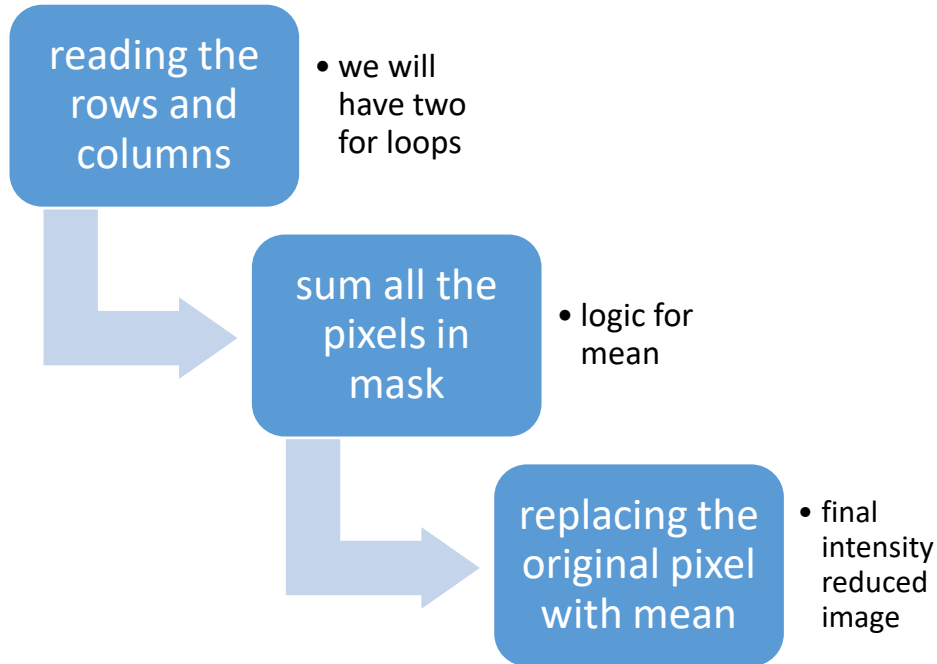 reading the
rows and
columns
• we will
have two
for loops
sum all the
pixels in
mask
• logic for
mean
replacing the
original pixel
with mean
• final
intensity
reduced
image